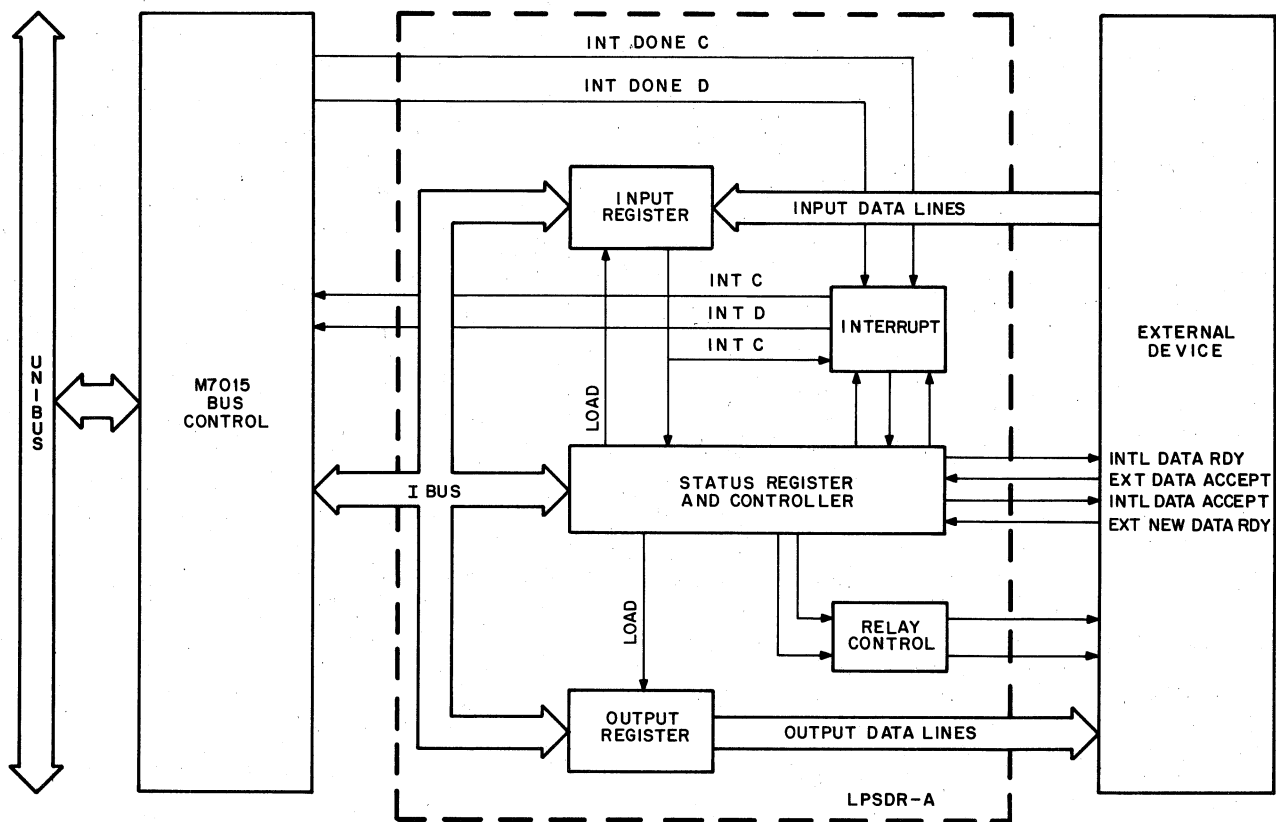 INT DONE C
INT DONE D
INPUT
REGISTER
INPUT DATA LINES
INT C
INT D
INT C
INTERRUPT
EXTERNAL
DEVICE
UNIBUS
M7015
BUS
CONTROL
LOAD
I BUS
STATUS REGISTER
AND CONTROLLER
INTL DATA RDY
EXT DATA ACCEPT
INTL DATA ACCEPT
EXT NEW DATA RDY
LOAD
RELAY
CONTROL
OUTPUT
REGISTER
OUTPUT DATA LINES
LPSDR-A